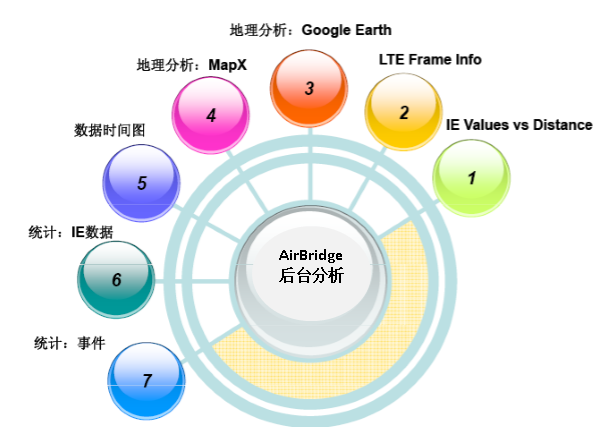 地理分析：Google Earth
LTE Frame Info
地理分析：MapX
3
2
4
IE Values vs Distance
数据时间图
1
5
统计：IE数据
AirBridge
后台分析
6
统计：事件
7